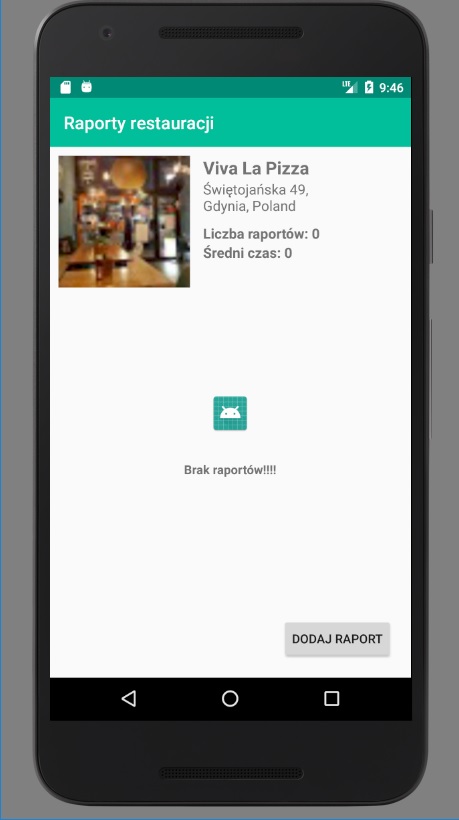 LTE 9:46
Raporty restauracji
Viva La Pizza
Świętojańska 49,
Gdynia, Poland
Liczba raportów: 0
Średni czas: 0
Brak raportów!!!!
DODAJ RAPORT